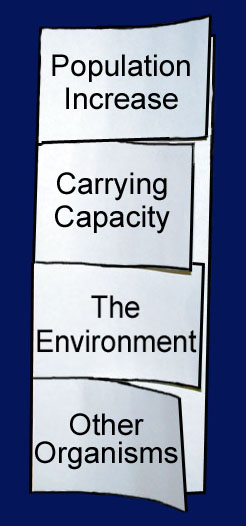 Population
Increase
Carrying
Capacity
The
Environment
Other
Organisms